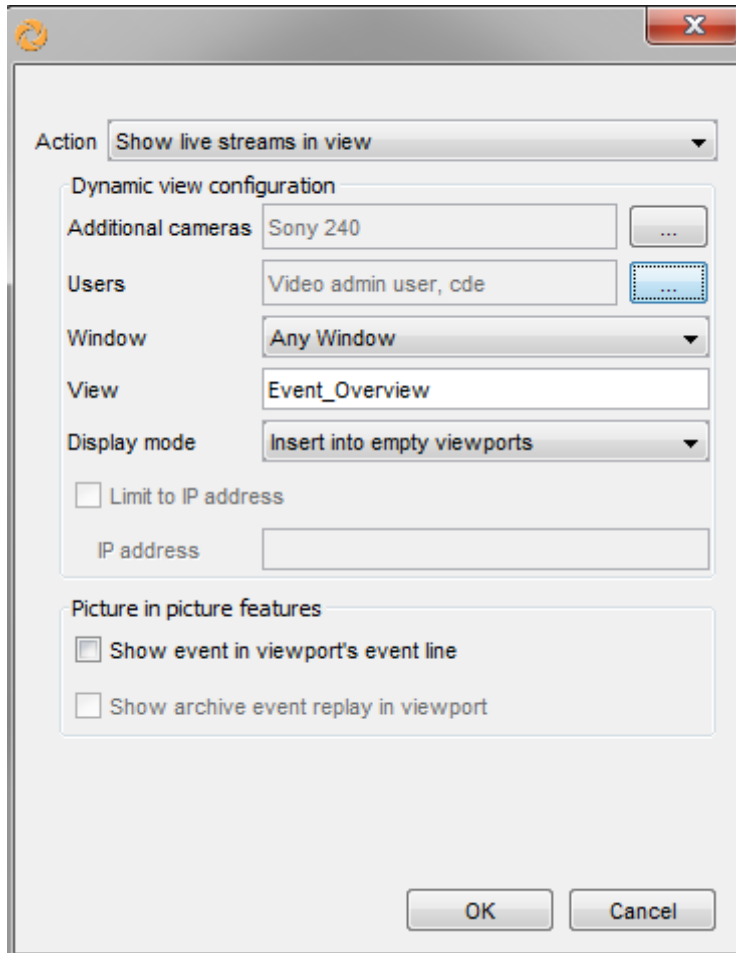 Action Show live streams in view
Dynamic view configuration
Additional cameras Sony 240 ...
Users Video admin user, cde ...
Window Any Window
View Event_Overview
Display mode Insert into empty viewports
Limit to IP address
IP address
Picture in picture features
Show event in viewport's event line
Show archive event replay in viewport
OK Cancel